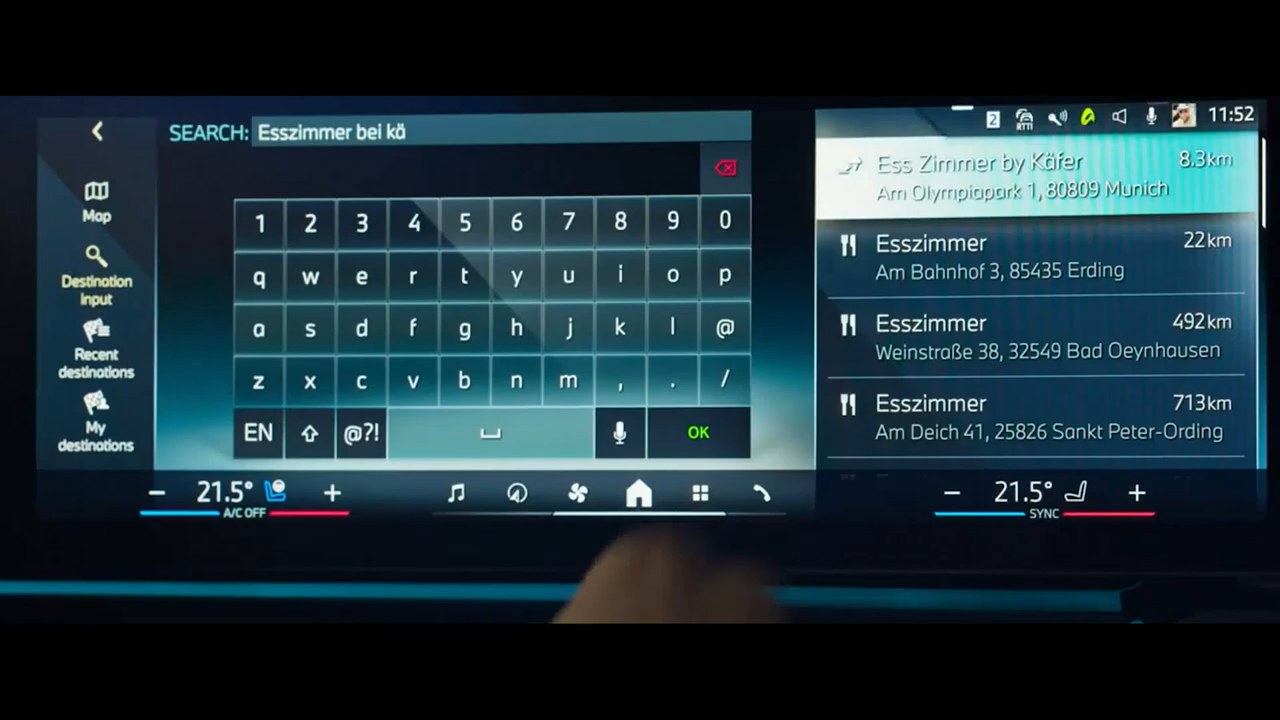 SEARCH: Esszimmer bei kä
Map
Destination
input
Recent
destinations
My
destinations
1 2 3 4 5 6 7 8 9 0
q w e r t y u i o p
a s d f g h j k l @
z x c v b n m , . /
EN @?! OK
2 RTTI 11:52
Ess Zimmer by Käfer 8.3km
Am Olympiapark 1, 80809 Munich
Esszimmer 22km
Am Bahnhof 3, 85435 Erding
Esszimmer 492km
Weinstraße 38, 32549 Bad Oeynhausen
Esszimmer 713km
Am Deich 41, 25826 Sankt Peter-Ording
− 21.5° +
A/C OFF
− 21.5° +
SYNC